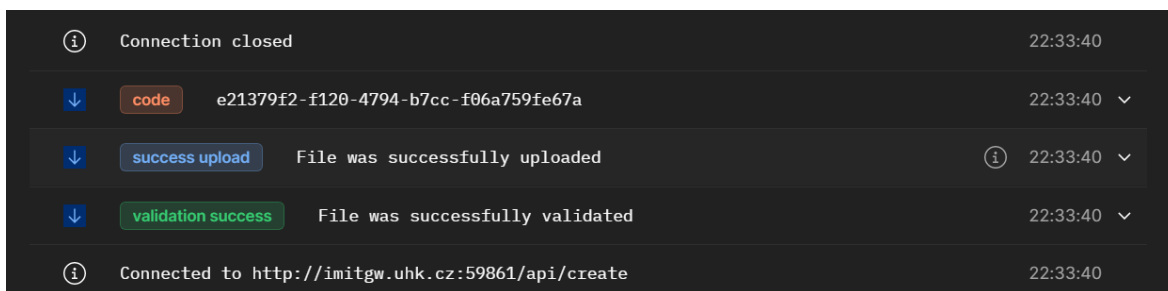 Connection closed 22:33:40
code e21379f2-f120-4794-b7cc-f06a759fe67a 22:33:40
success upload File was successfully uploaded 22:33:40
validation success File was successfully validated 22:33:40
Connected to http://imitgw.uhk.cz:59861/api/create 22:33:40